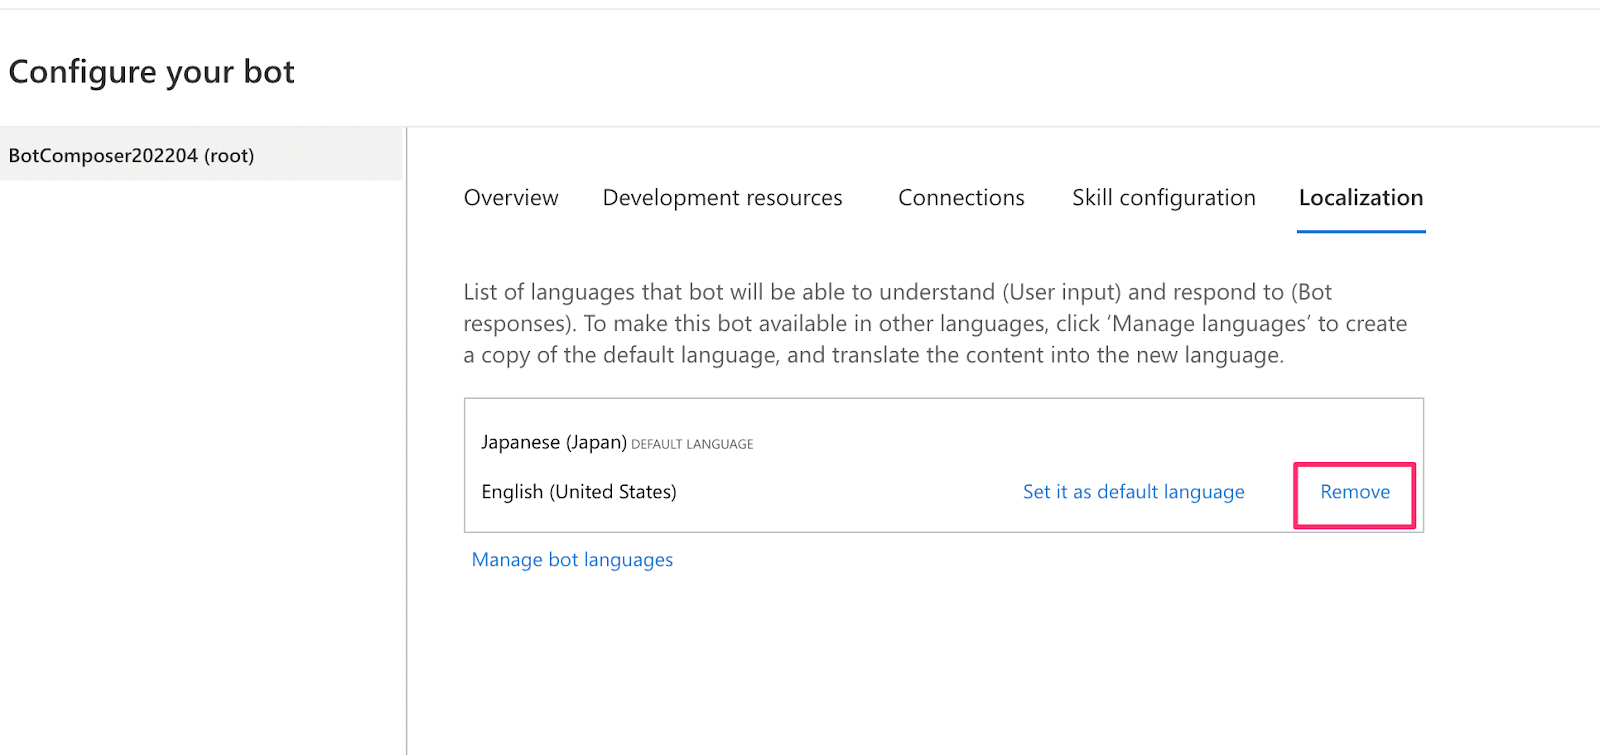 Configure your bot
BotComposer202204 (root)
Overview Development resources Connections Skill configuration Localization
List of languages that bot will be able to understand (User input) and respond to (Bot
responses). To make this bot available in other languages, click ‘Manage languages’ to create
a copy of the default language, and translate the content into the new language.
Japanese (Japan) DEFAULT LANGUAGE
English (United States) Set it as default language Remove
Manage bot languages